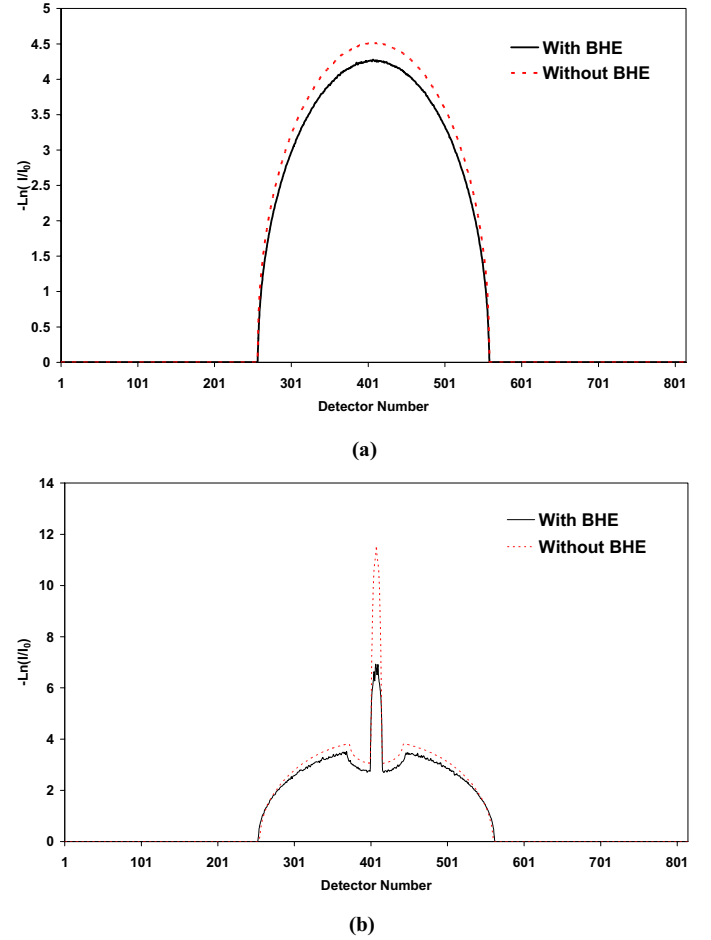 5
4.5
4
3.5
3
2.5
2
1.5
1
0.5
0
-Ln( I/I0)
With BHE
Without BHE
1 101 201 301 401 501 601 701 801
Detector Number
(a)
14
12
10
8
6
4
2
0
-Ln(I/I0)
With BHE
Without BHE
1 101 201 301 401 501 601 701 801
Detector Number
(b)